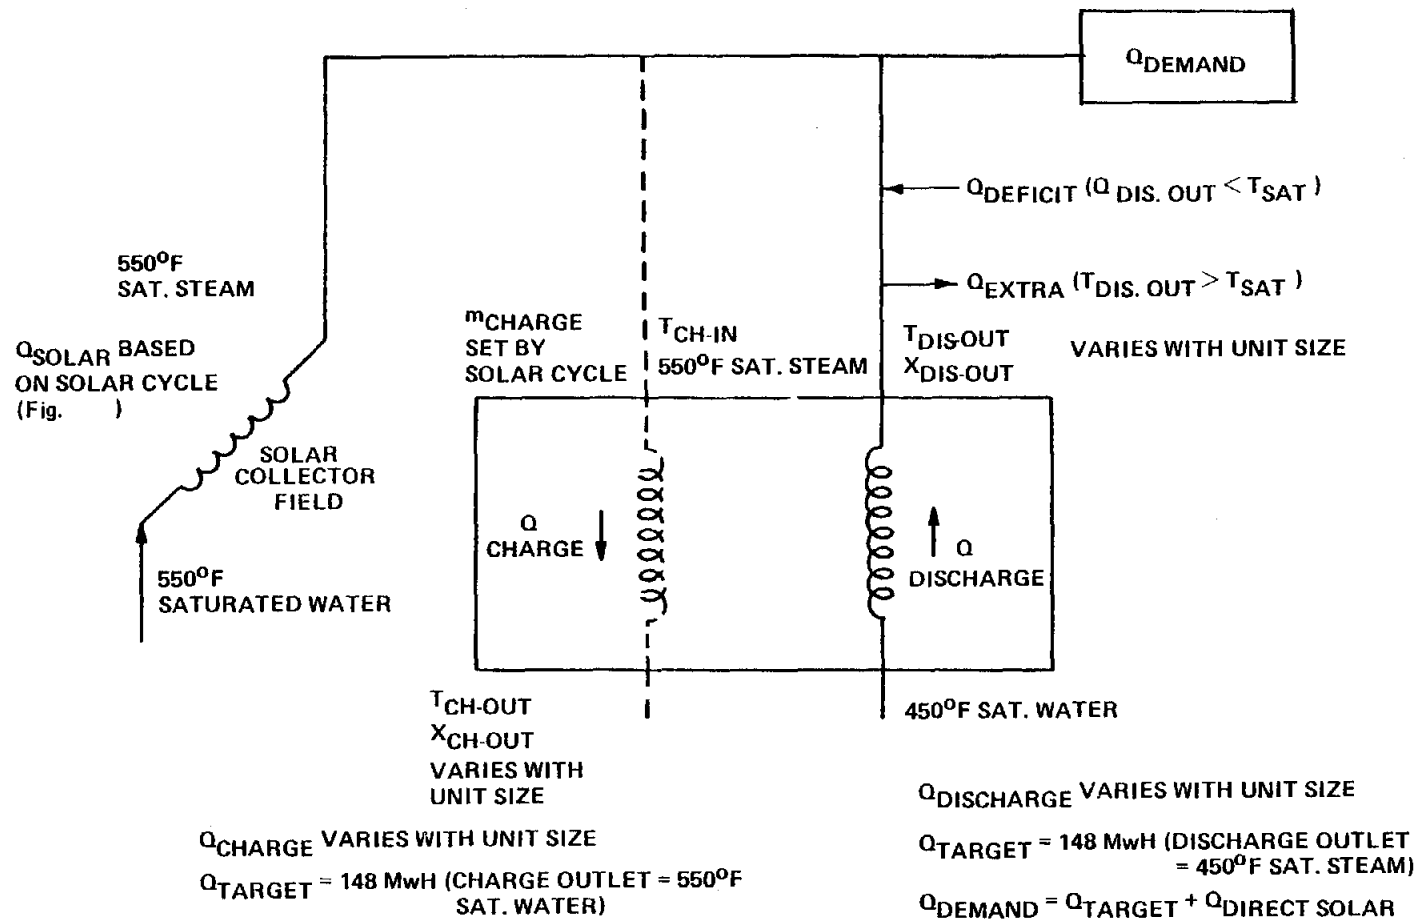 QDEMAND
QDEFICIT (Q DIS. OUT < TSAT )
550°F
SAT. STEAM
QEXTRA (TDIS. OUT > TSAT )
QSOLAR BASED
ON SOLAR CYCLE
(Fig. )
mCHARGE
SET BY
SOLAR CYCLE
TCH-IN
550°F SAT. STEAM
TDIS-OUT
XDIS-OUT
VARIES WITH UNIT SIZE
SOLAR
COLLECTOR
FIELD
Q
CHARGE
Q
DISCHARGE
550°F
SATURATED WATER
TCH-OUT
XCH-OUT
VARIES WITH
UNIT SIZE
450°F SAT. WATER
QCHARGE VARIES WITH UNIT SIZE
QTARGET = 148 MwH (CHARGE OUTLET = 550°F
SAT. WATER)
QDISCHARGE VARIES WITH UNIT SIZE
QTARGET = 148 MwH (DISCHARGE OUTLET
= 450°F SAT. STEAM)
QDEMAND = QTARGET + QDIRECT SOLAR